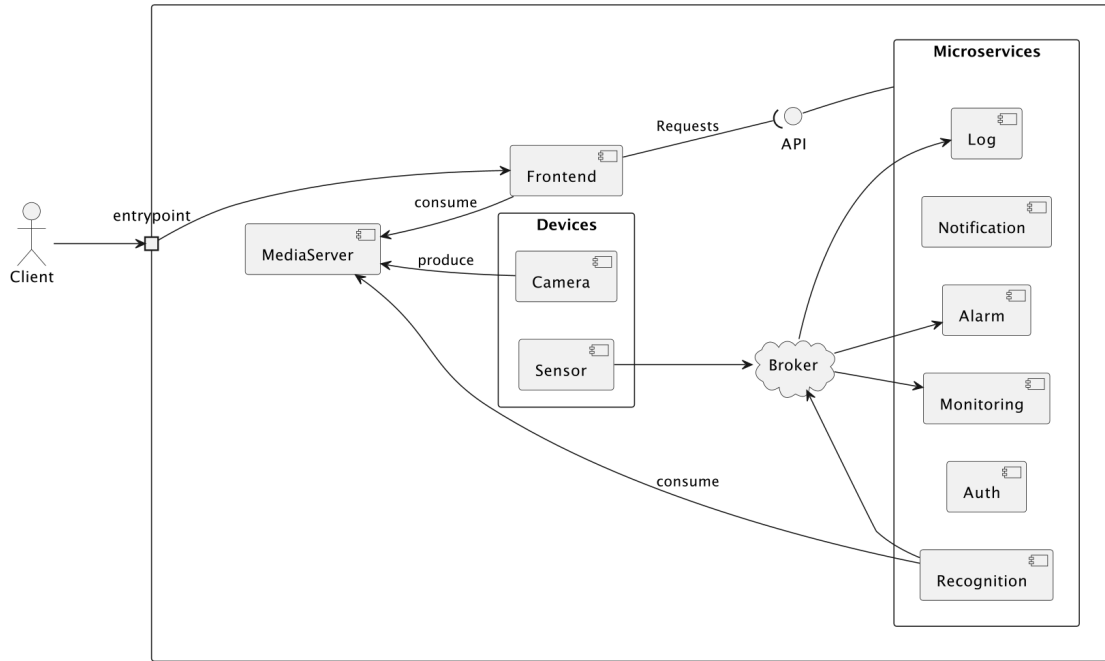 Microservices
Log
Requests
API
Frontend
consume
entrypoint
Devices
Notification
MediaServer
produce
Camera
Client
Alarm
Broker
Sensor
Monitoring
consume
Auth
Recognition